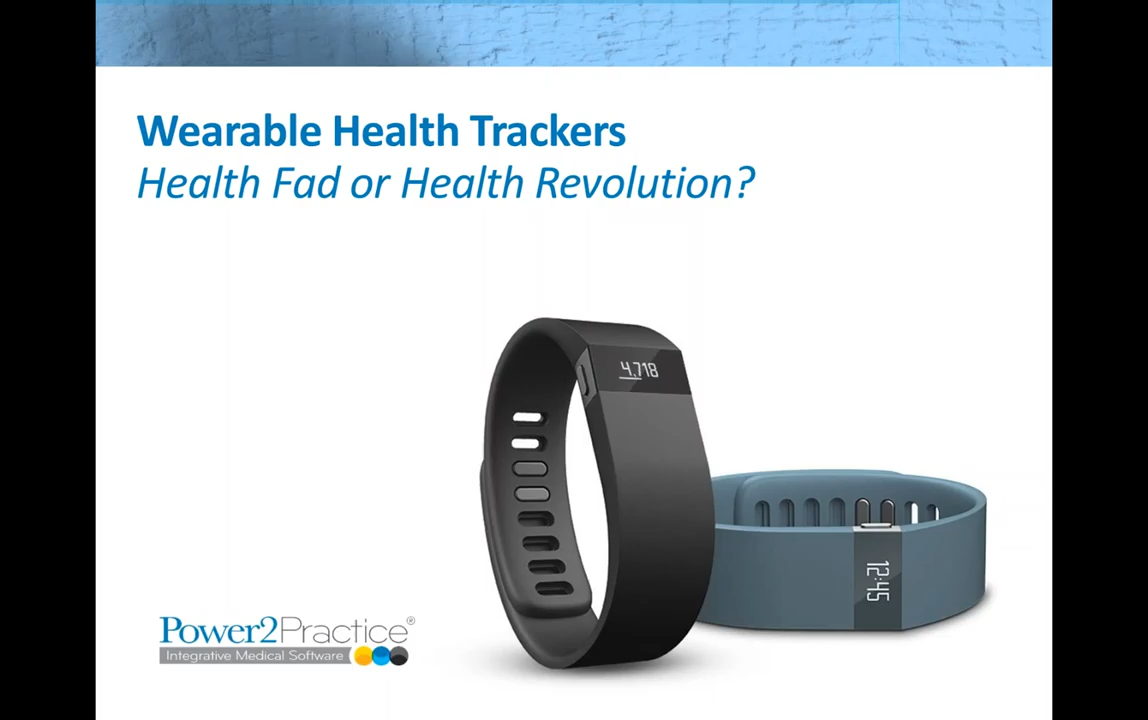 Wearable Health Trackers
Health Fad or Health Revolution?
4,718
12:45
Power2Practice®
Integrative Medical Software